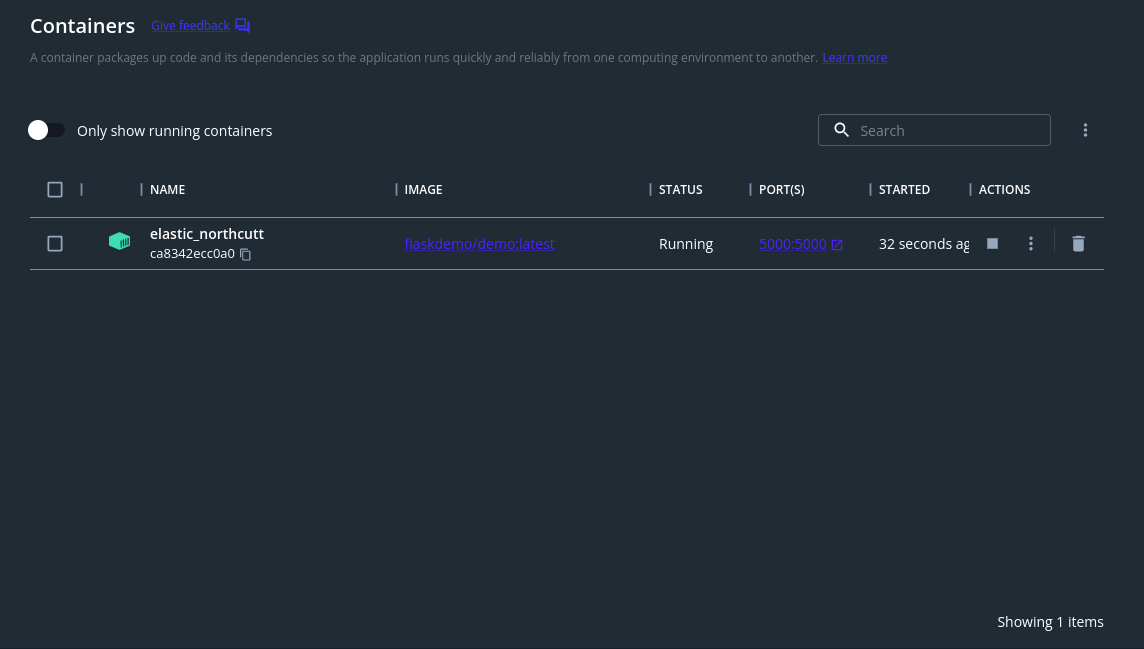 Containers Give feedback
A container packages up code and its dependencies so the application runs quickly and reliably from one computing environment to another. Learn more
Only show running containers Search
NAME IMAGE STATUS PORT(S) STARTED ACTIONS
elastic_northcutt flaskdemo/demo:latest Running 5000:5000 32 seconds ag
ca8342ecc0a0
Showing 1 items